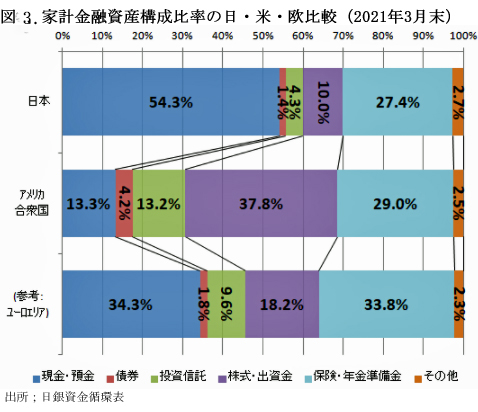 図 3. 家計金融資産構成比率の日・米・欧比較（2021年3月末）
0% 10% 20% 30% 40% 50% 60% 70% 80% 90% 100%
日本
54.3% 1.4% 4.3% 10.0% 27.4% 2.7%
アメリカ
合衆国
13.3% 4.2% 13.2% 37.8% 29.0% 2.5%
(参考:
ユーロエリア)
34.3% 1.8% 9.6% 18.2% 33.8% 2.3%
現金・預金 債券 投資信託 株式・出資金 保険・年金準備金 その他
出所；日銀資金循環表